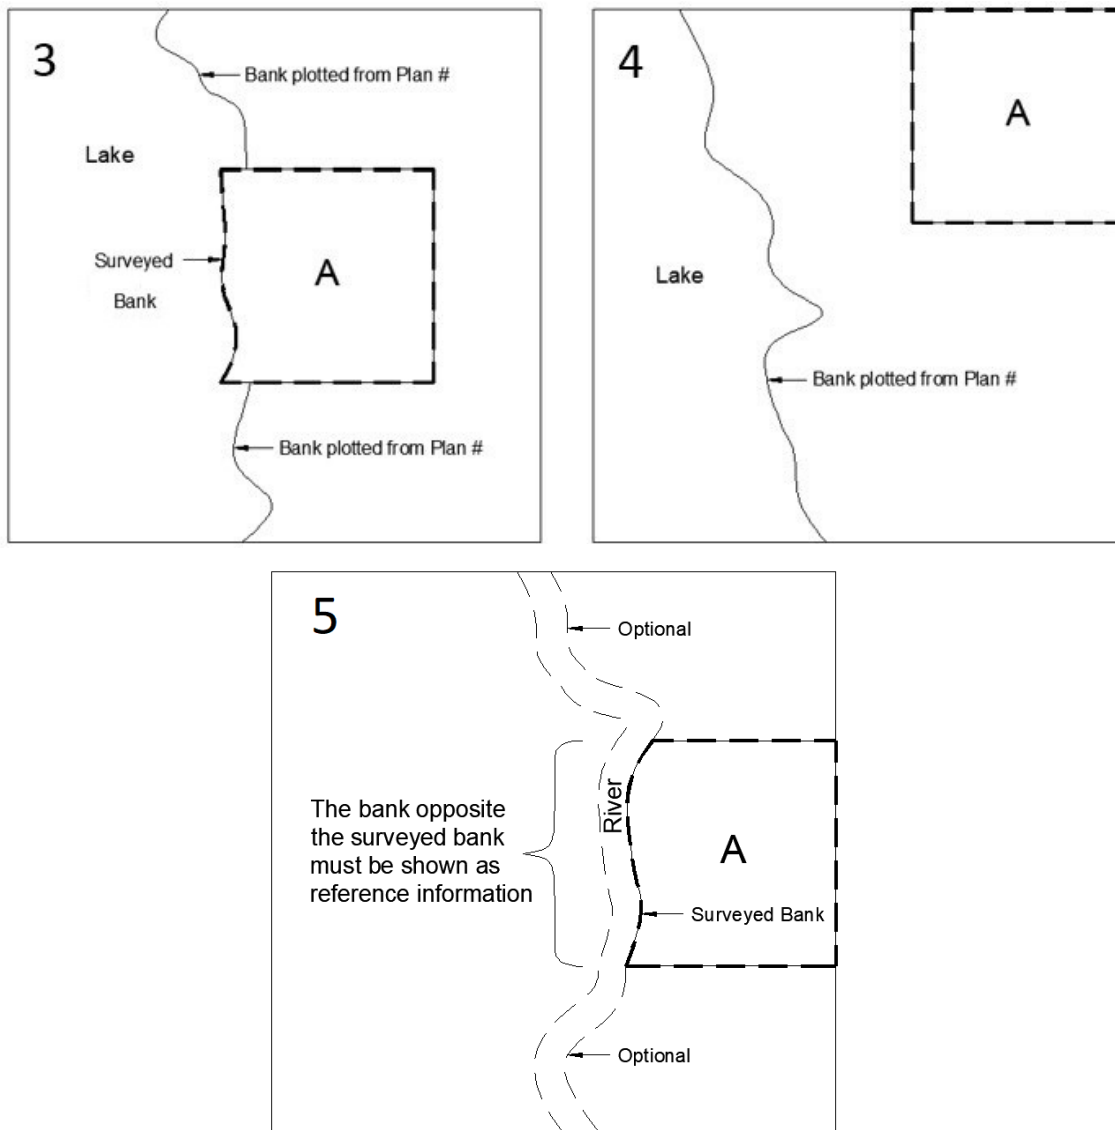 3
Bank plotted from Plan #
Lake
Surveyed
Bank
A
Bank plotted from Plan #
4
A
Lake
Bank plotted from Plan #
5
Optional
The bank opposite
the surveyed bank
must be shown as
reference information
River
A
Surveyed Bank
Optional